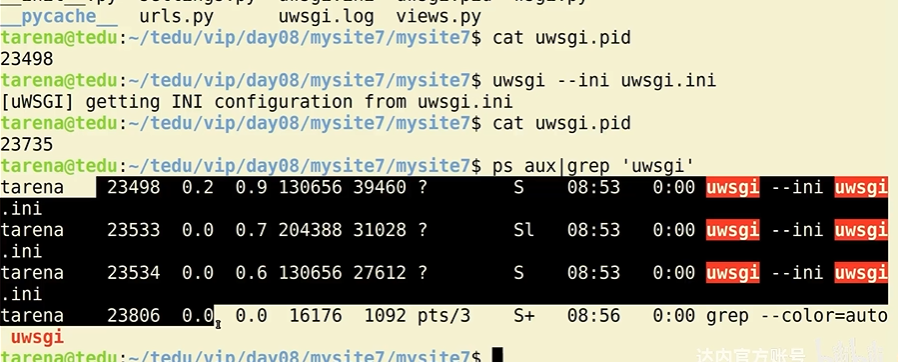 __pycache__  urls.py    uwsgi.log  views.py
tarena@tedu:~/tedu/vip/day08/mysite7/mysite7$ cat uwsgi.pid
23498
tarena@tedu:~/tedu/vip/day08/mysite7/mysite7$ uwsgi --ini uwsgi.ini
[uWSGI] getting INI configuration from uwsgi.ini
tarena@tedu:~/tedu/vip/day08/mysite7/mysite7$ cat uwsgi.pid
23735
tarena@tedu:~/tedu/vip/day08/mysite7/mysite7$ ps aux|grep 'uwsgi'
tarena    23498  0.2  0.9 130656 39460 ?        S    08:53   0:00 uwsgi --ini uwsgi
.ini
tarena    23533  0.0  0.7 204388 31028 ?        Sl   08:53   0:00 uwsgi --ini uwsgi
.ini
tarena    23534  0.0  0.6 130656 27612 ?        S    08:53   0:00 uwsgi --ini uwsgi
.ini
tarena    23806  0.0  0.0  16176  1092 pts/3    S+   08:56   0:00 grep --color=auto
 uwsgi
tarena@tedu:~/tedu/vip/day08/mysite7/mysite7$
达内官方账号